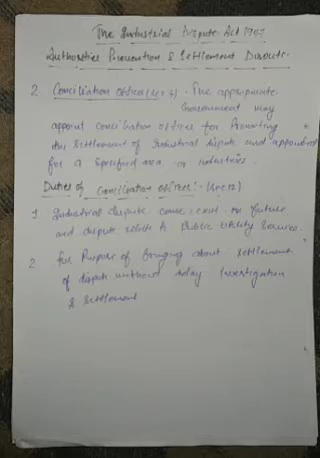 The Industrial Dispute Act 1947
Authorities Prevention & Settlement Dispute.
2. Conciliation Officer (sec 4). The appropriate
Government may
appoint conciliation officer for Promoting
the settlement of Industrial dispute and appointed
for a specified area or industries.
Duties of conciliation officer:- (sec 12)
1 Industrial dispute exist or future
and dispute relate to Public Utility Services.
2 for Purpose of bringing about settlement
of dispute without delay Investigation
& settlement